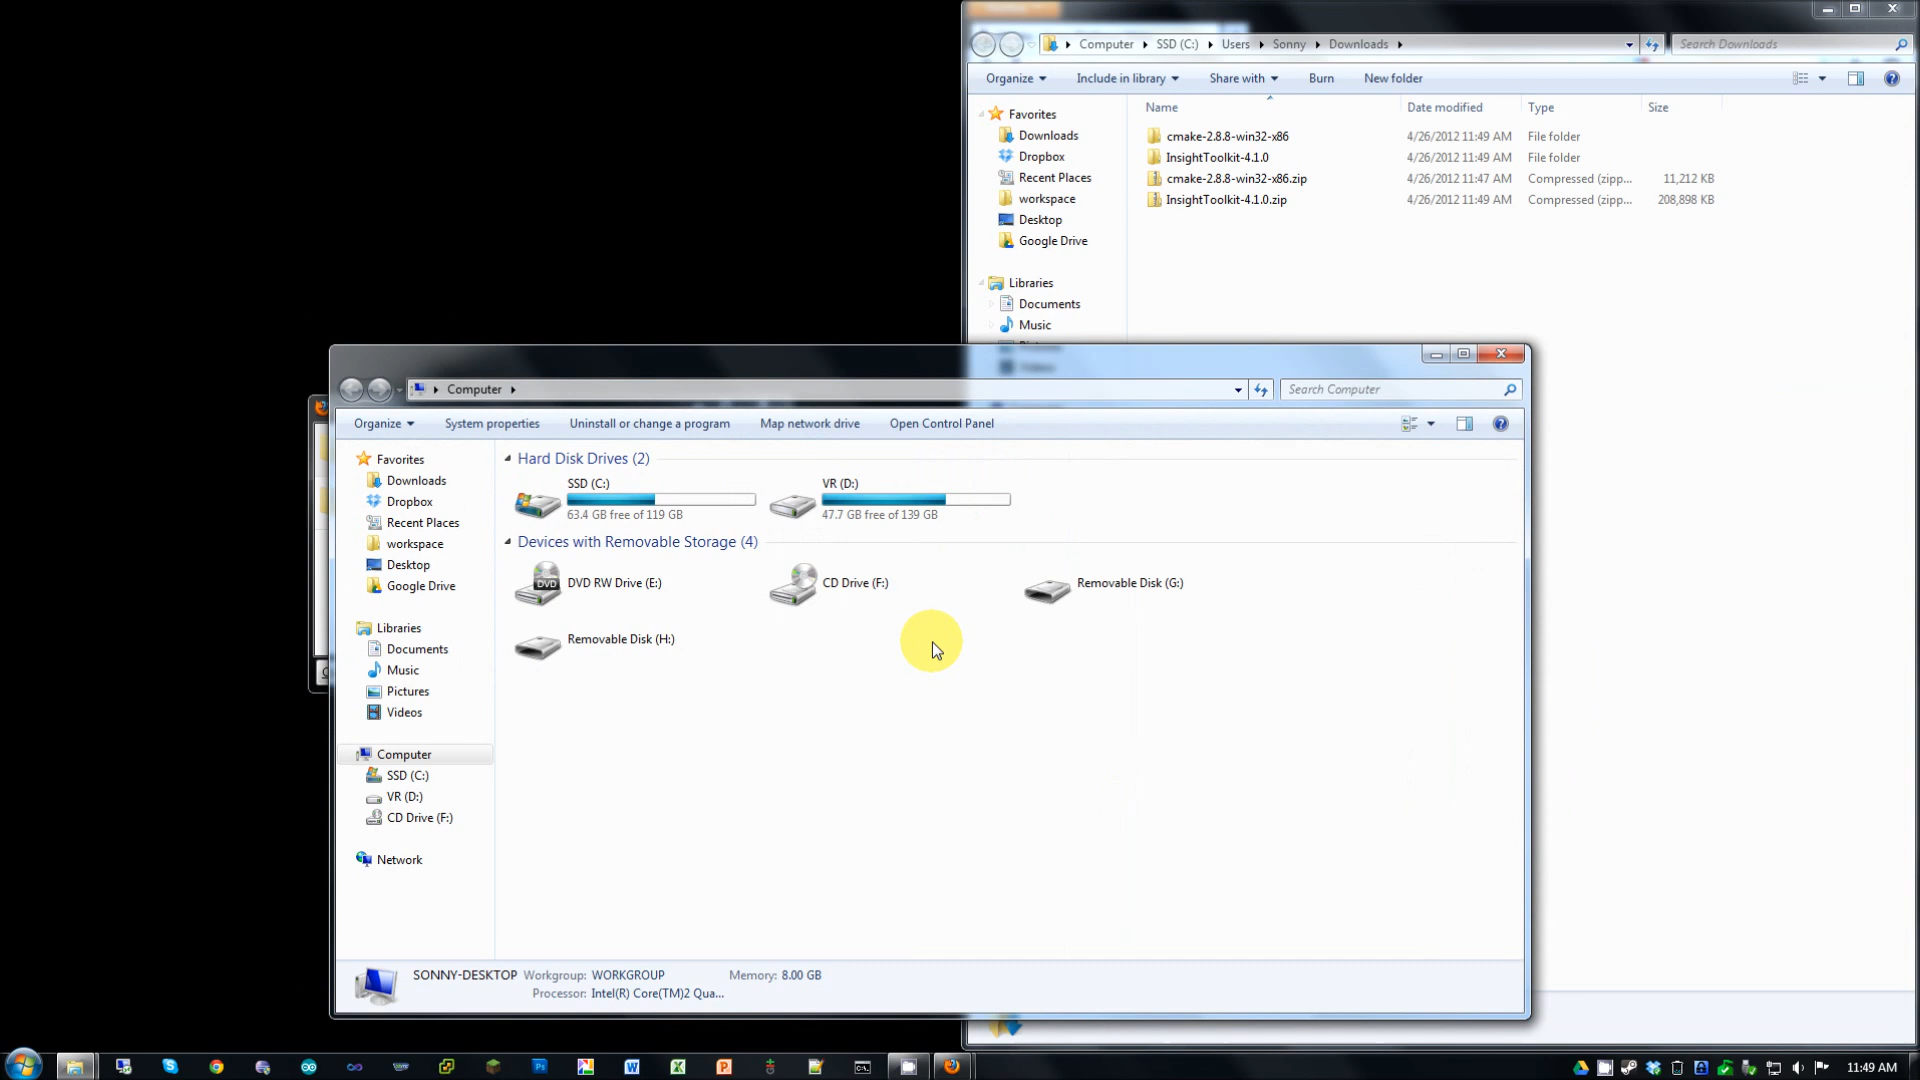 Computer SSD (C:) Users Sonny Downloads
Search Downloads
Organize Include in library Share with Burn New folder
Name Date modified Type Size
Favorites
Downloads
Dropbox
Recent Places
workspace
Desktop
Google Drive
Libraries
Documents
Music
cmake-2.8.8-win32-x86 4/26/2012 11:49 AM File folder
InsightToolkit-4.1.0 4/26/2012 11:49 AM File folder
cmake-2.8.8-win32-x86.zip 4/26/2012 11:47 AM Compressed (zipp... 11,212 KB
InsightToolkit-4.1.0.zip 4/26/2012 11:49 AM Compressed (zipp... 208,898 KB
Computer
Search Computer
Organize System properties Uninstall or change a program Map network drive Open Control Panel
Favorites
Downloads
Dropbox
Recent Places
workspace
Desktop
Google Drive
Libraries
Documents
Music
Pictures
Videos
Computer
SSD (C:)
VR (D:)
CD Drive (F:)
Network
Hard Disk Drives (2)
SSD (C:)
63.4 GB free of 119 GB
VR (D:)
47.7 GB free of 139 GB
Devices with Removable Storage (4)
DVD RW Drive (E:)
DVD
CD Drive (F:)
Removable Disk (G:)
Removable Disk (H:)
SONNY-DESKTOP Workgroup: WORKGROUP Memory: 8.00 GB
Processor: Intel(R) Core(TM)2 Qua...
11:49 AM